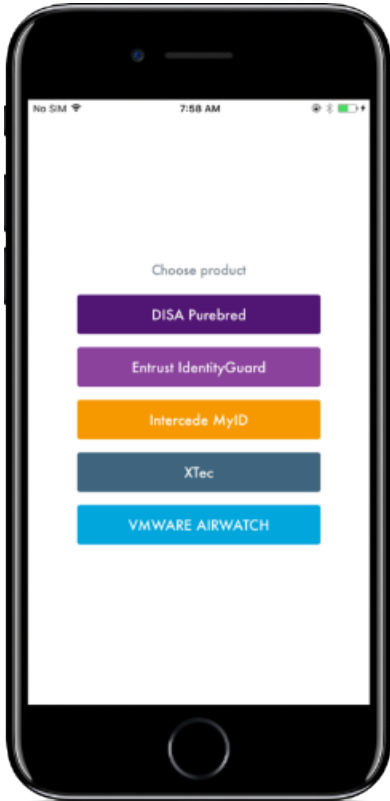 No SIM
7:58 AM
Choose product
DISA Purebred
Entrust IdentityGuard
Intercede MyID
XTec
VMWARE AIRWATCH